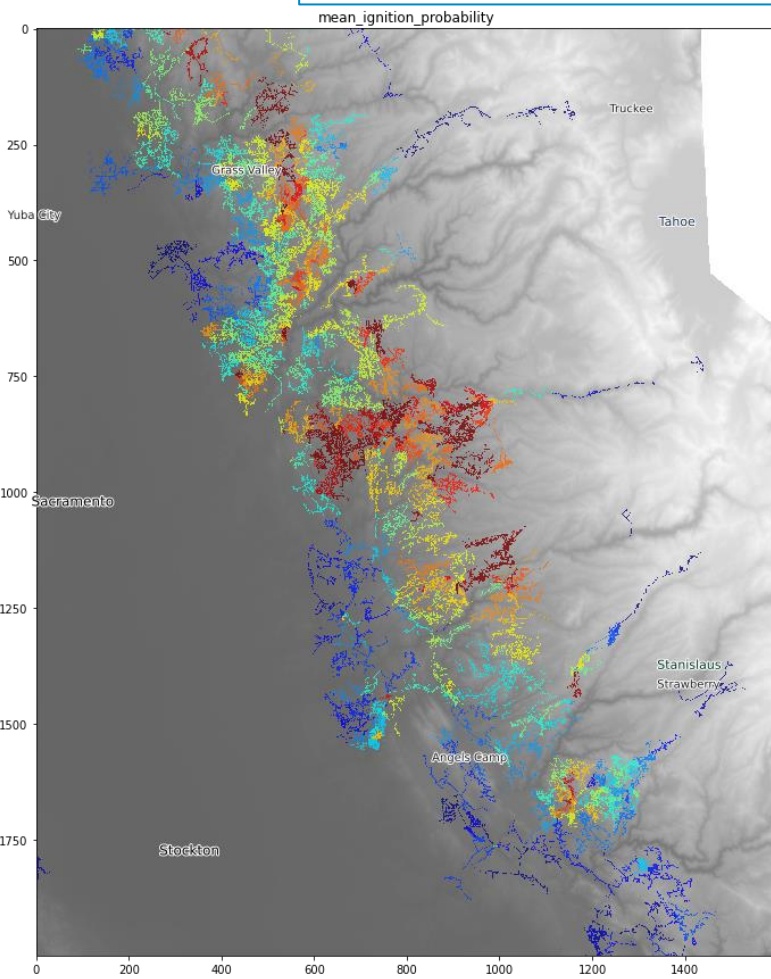 mean_ignition_probability
0
250
500
750
1000
1250
1500
1750
Truckee
Grass Valley
Yuba City
Tahoe
Sacramento
Stanislaus
Strawberry
Angels Camp
Stockton
0
200
400
600
800
1000
1200
1400